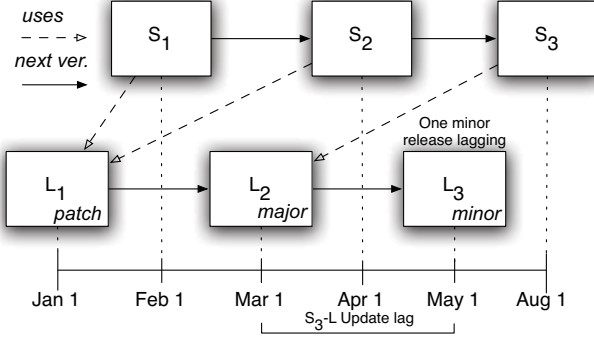 uses
next ver.
S1
S2
S3
One minor
release lagging
L1
patch
L2
major
L3
minor
Jan 1
Feb 1
Mar 1
Apr 1
May 1
Aug 1
S3-L Update lag